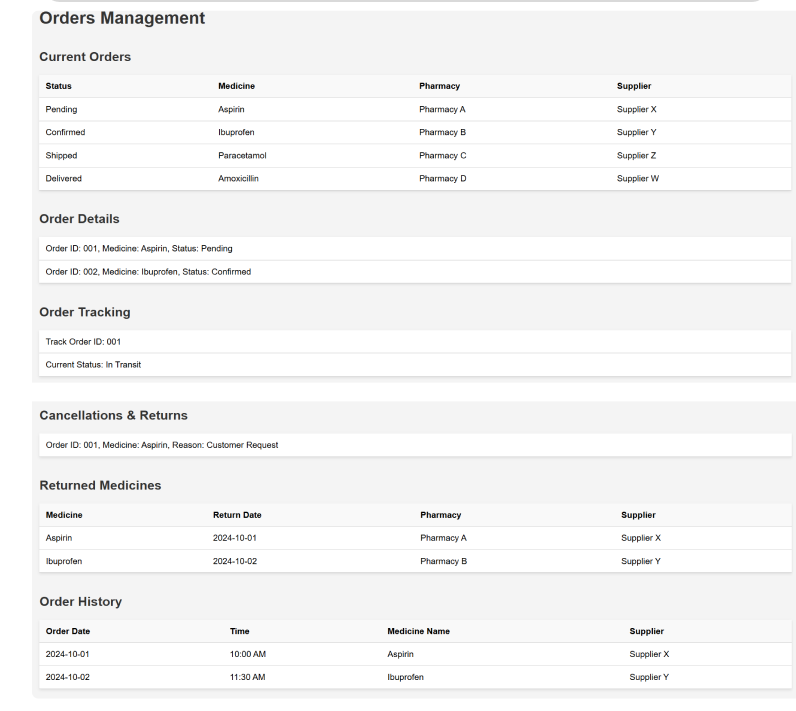 Orders Management
Current Orders
Status Medicine Pharmacy Supplier
Pending Aspirin Pharmacy A Supplier X
Confirmed Ibuprofen Pharmacy B Supplier Y
Shipped Paracetamol Pharmacy C Supplier Z
Delivered Amoxicillin Pharmacy D Supplier W
Order Details
Order ID: 001, Medicine: Aspirin, Status: Pending
Order ID: 002, Medicine: Ibuprofen, Status: Confirmed
Order Tracking
Track Order ID: 001
Current Status: In Transit
Cancellations & Returns
Order ID: 001, Medicine: Aspirin, Reason: Customer Request
Returned Medicines
Medicine Return Date Pharmacy Supplier
Aspirin 2024-10-01 Pharmacy A Supplier X
Ibuprofen 2024-10-02 Pharmacy B Supplier Y
Order History
Order Date Time Medicine Name Supplier
2024-10-01 10:00 AM Aspirin Supplier X
2024-10-02 11:30 AM Ibuprofen Supplier Y